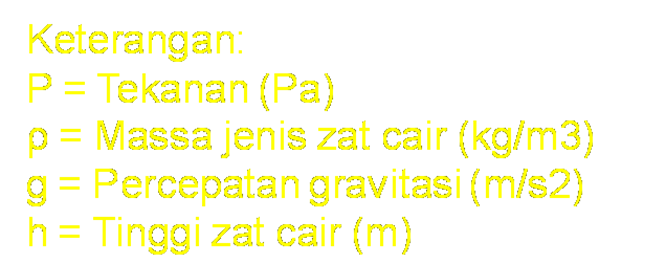 Keterangan:
P = Tekanan (Pa)
p = Massa jenis zat cair (kg/m3)
g = Percepatan gravitasi (m/s2)
h = Tinggi zat cair (m)